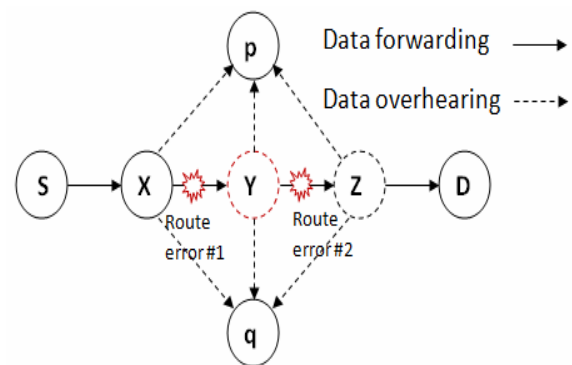 p
Data forwarding
Data overhearing
S
X
Y
Z
D
Route
error #1
Route
error #2
q